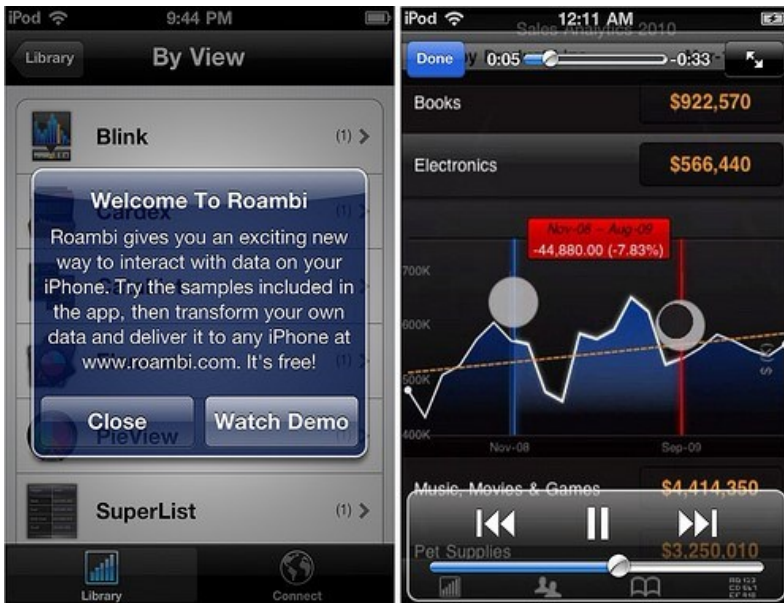 iPod 9:44 PM
Library By View
Blink (1)
Cardex
Welcome To Roambi
Roambi gives you an exciting new
way to interact with data on your
iPhone. Try the samples included in
the app, then transform your own
data and deliver it to any iPhone at
www.roambi.com. It's free!
Close Watch Demo
PieView
SuperList (1)
Library Connect
iPod 12:11 AM
Sales Analytics 2010
Done 0:05 -0:33
Books $922,570
Electronics $566,440
Nov-08 – Aug-09
-44,880.00 (-7.83%)
700K
600K
500K
400K
Nov-08 Sep-09
Music, Movies & Games $4,414,350
Pet Supplies $3,250,010